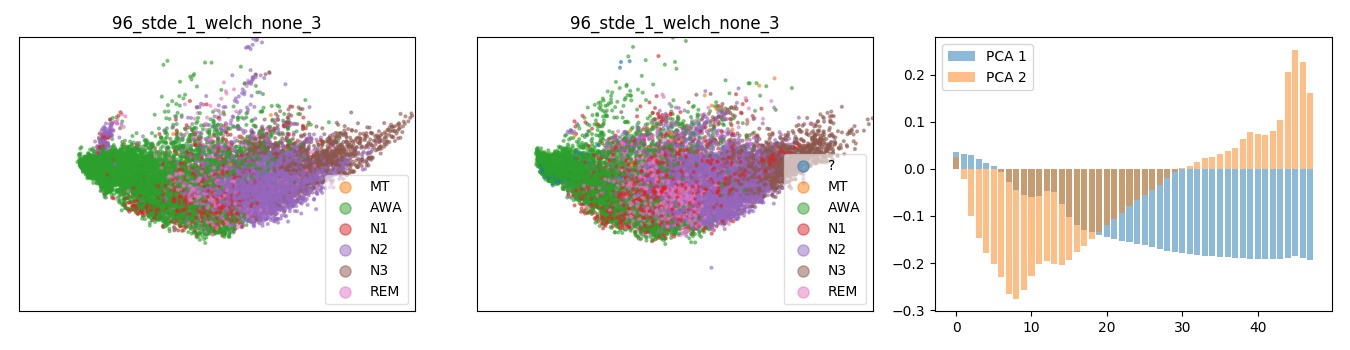 96_stde_1_welch_none_3
MT
AWA
N1
N2
N3
REM
96_stde_1_welch_none_3
?
MT
AWA
N1
N2
N3
REM
PCA 1
PCA 2
0.2
0.1
0.0
−0.1
−0.2
−0.3
0 10 20 30 40